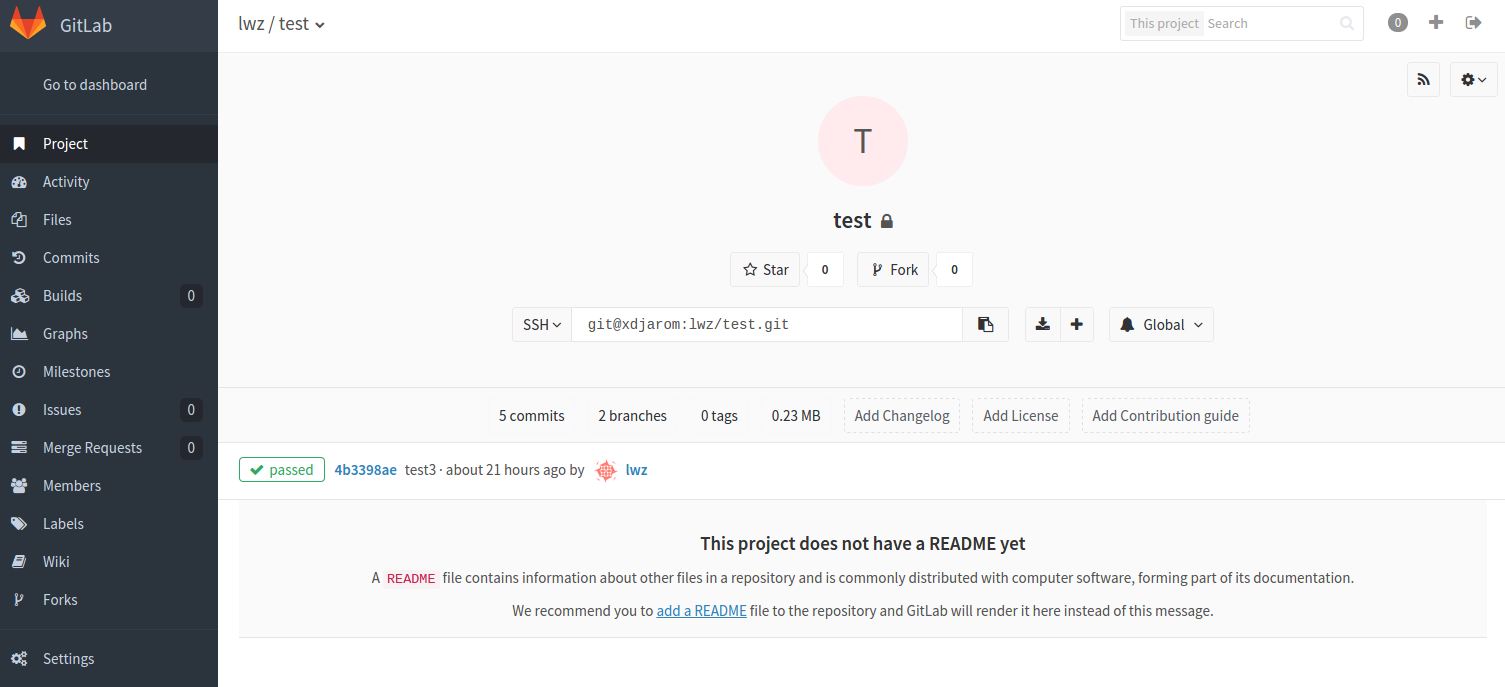 GitLab
lwz / test
This project Search
0
Go to dashboard
Project
Activity
Files
Commits
Builds 0
Graphs
Milestones
Issues 0
Merge Requests 0
Members
Labels
Wiki
Forks
Settings
T
test
Star 0 Fork 0
SSH git@xdjarom:lwz/test.git Global
5 commits 2 branches 0 tags 0.23 MB Add Changelog Add License Add Contribution guide
passed 4b3398ae test3 · about 21 hours ago by lwz
This project does not have a README yet
A README file contains information about other files in a repository and is commonly distributed with computer software, forming part of its documentation.
We recommend you to add a README file to the repository and GitLab will render it here instead of this message.